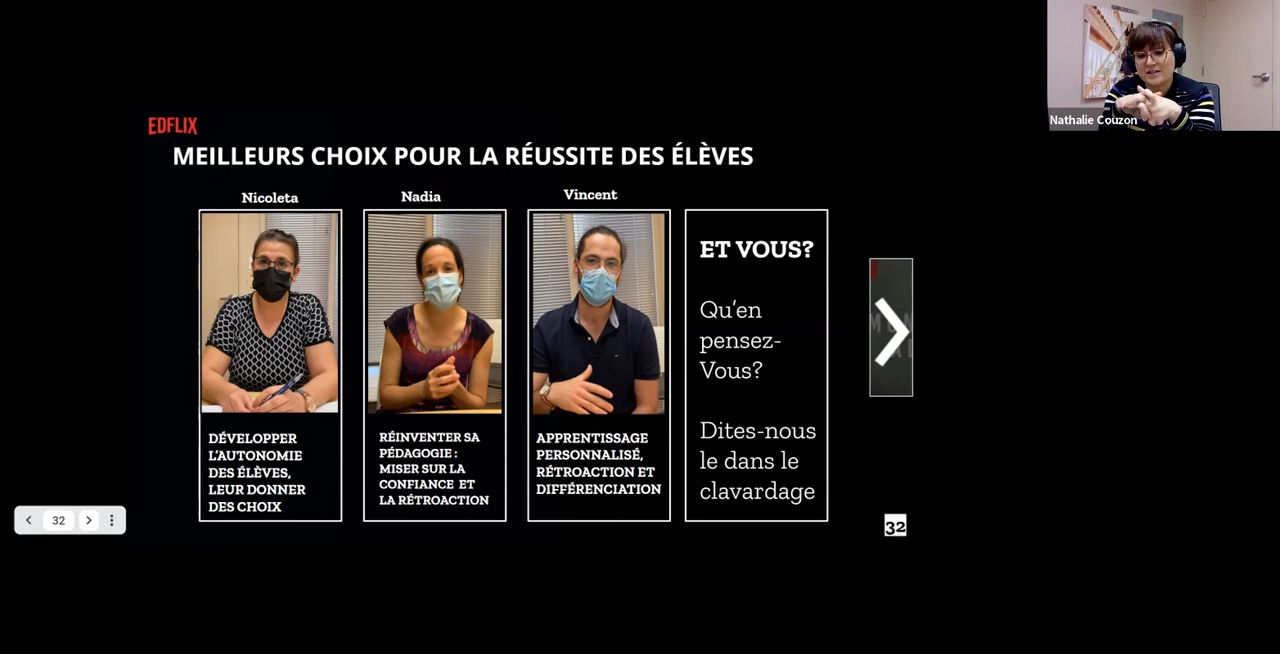 Nathalie Couzon
EDFLIX
MEILLEURS CHOIX POUR LA RÉUSSITE DES ÉLÈVES
Nicoleta
DÉVELOPPER
L'AUTONOMIE
DES ÉLÈVES,
LEUR DONNER
DES CHOIX
Nadia
RÉINVENTER SA
PÉDAGOGIE :
MISER SUR LA
CONFIANCE ET
LA RÉTROACTION
Vincent
APPRENTISSAGE
PERSONNALISÉ,
RÉTROACTION ET
DIFFÉRENCIATION
ET VOUS?
Qu'en
pensez-
Vous?
Dites-nous
le dans le
clavardage
32
32